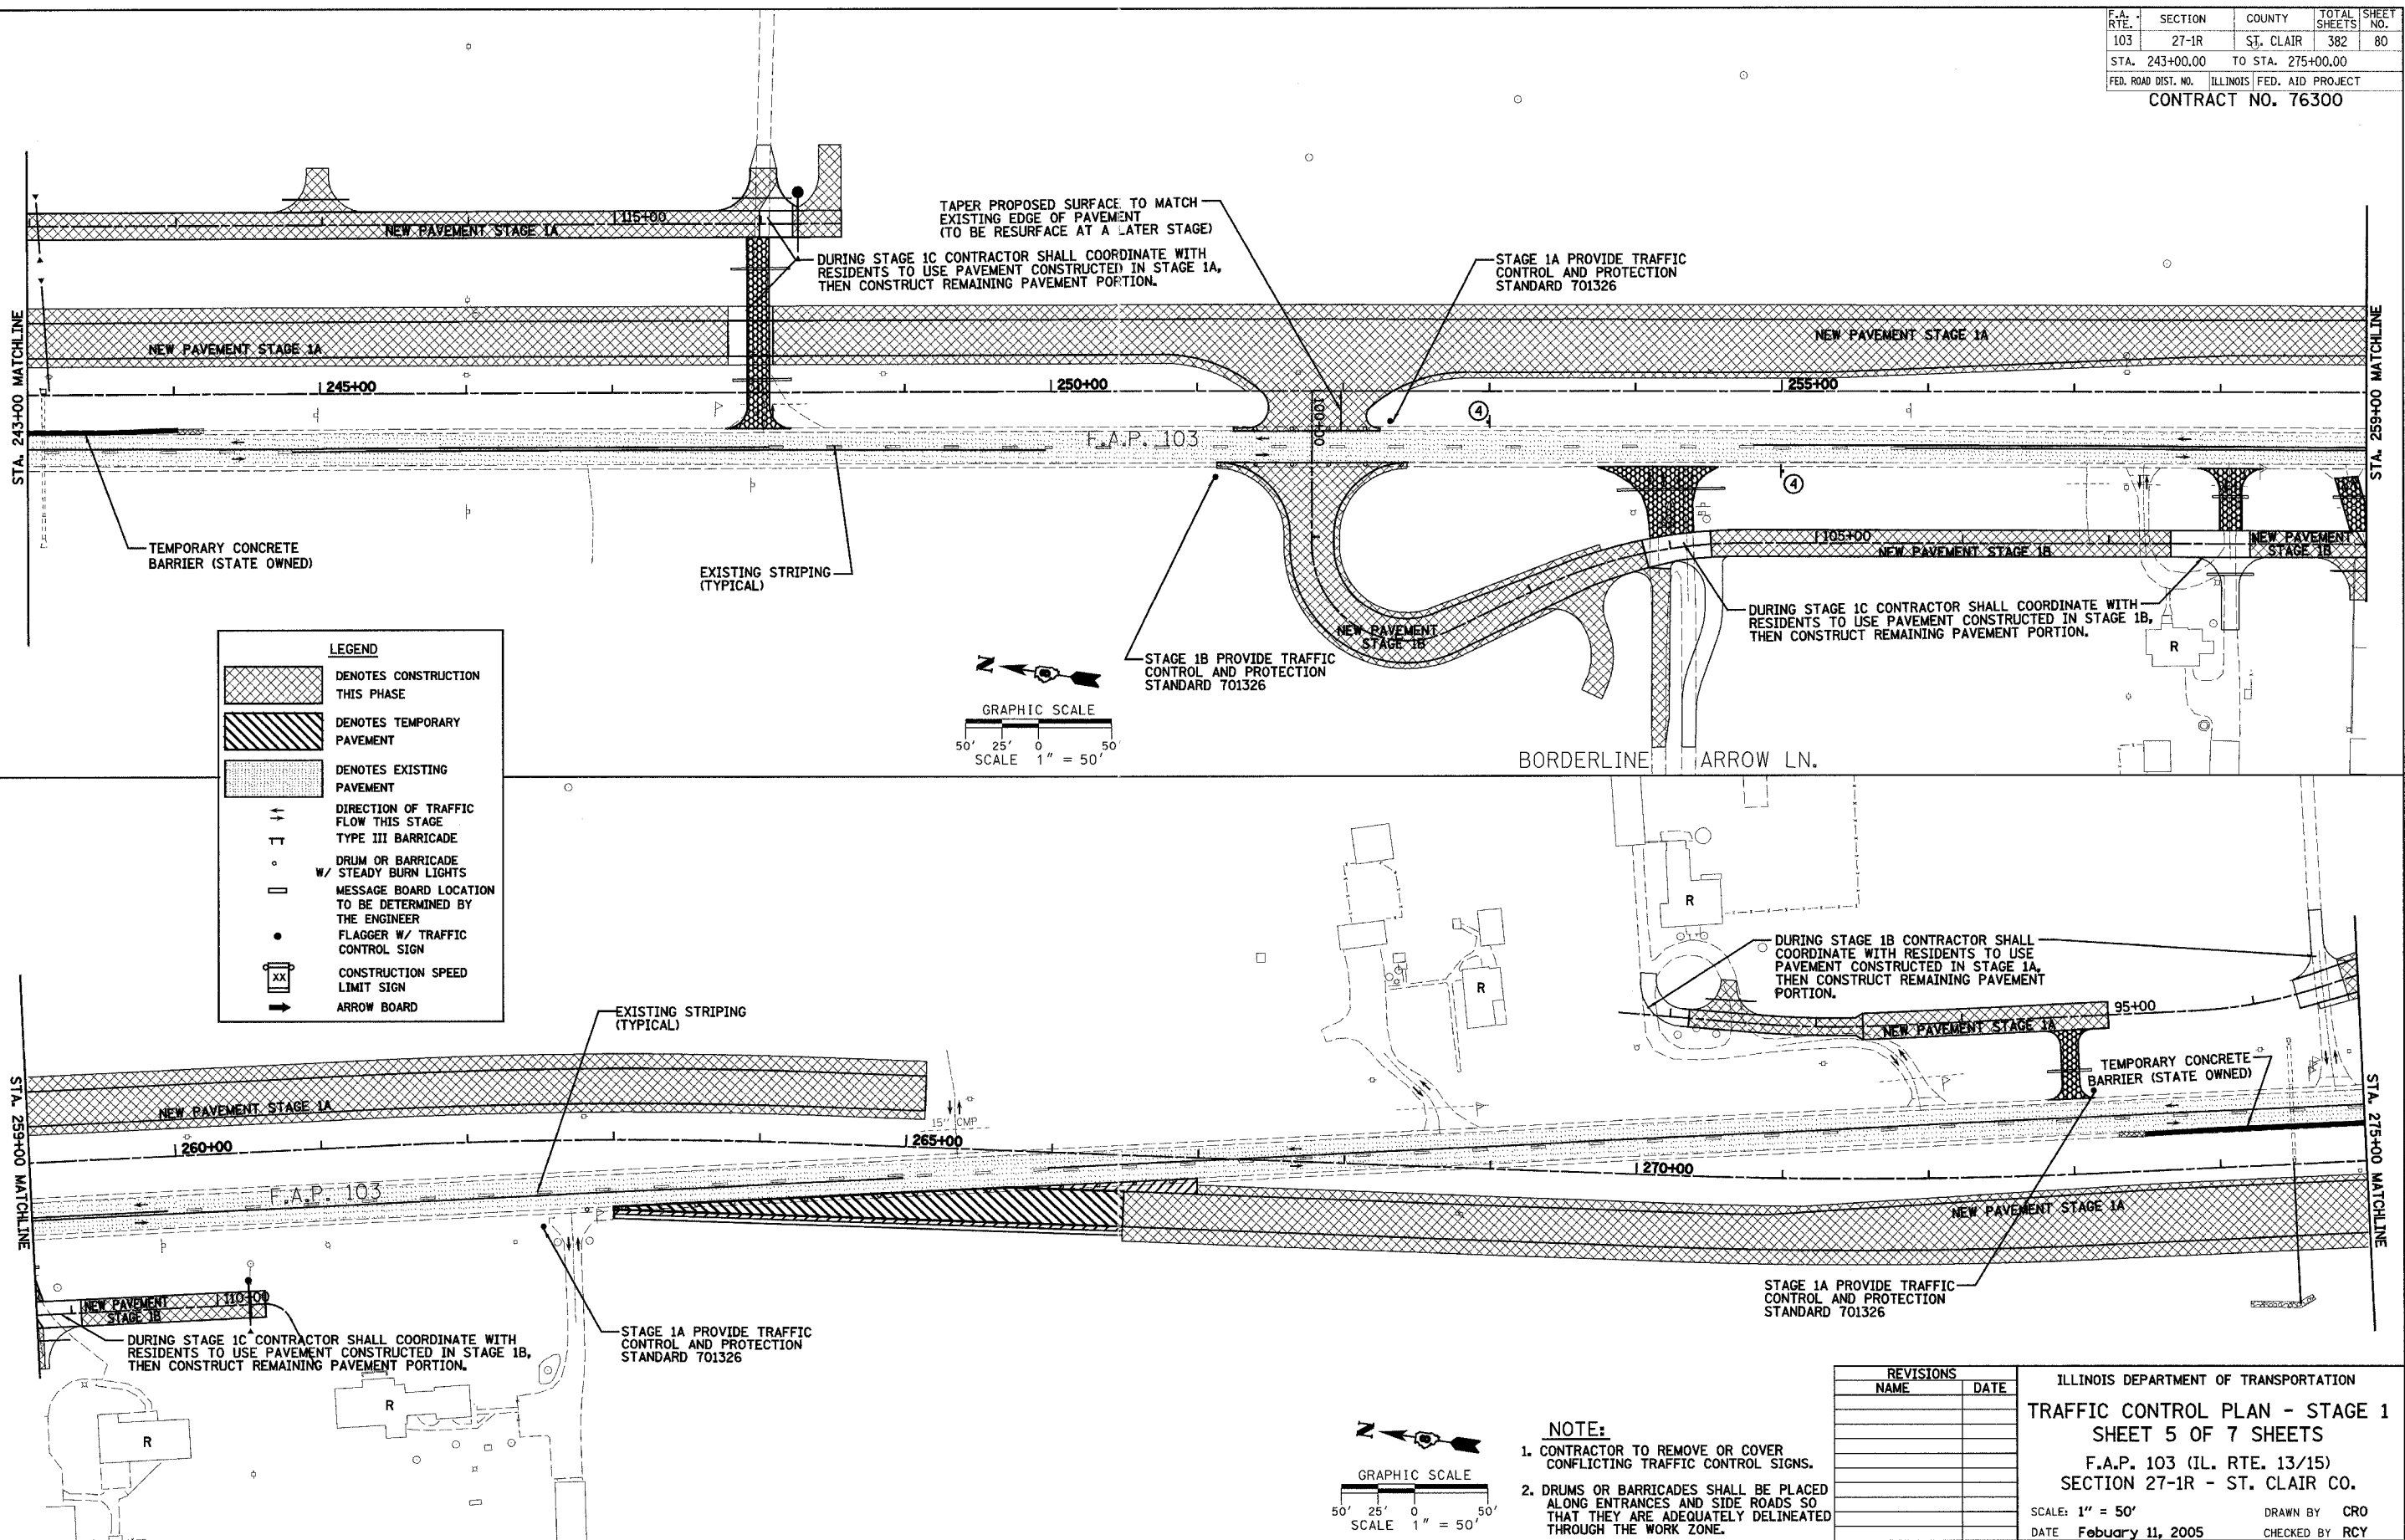 F.A. RTE. SECTION COUNTY TOTAL SHEETS SHEET NO.
103 27-1R ST. CLAIR 382 80
STA. 243+00.00 TO STA. 275+00.00
FED. ROAD DIST. NO. ILLINOIS FED. AID PROJECT
CONTRACT NO. 76300
STA. 243+00 MATCHLINE
115+00
NEW PAVEMENT STAGE 1A
TAPER PROPOSED SURFACE TO MATCH
EXISTING EDGE OF PAVEMENT
(TO BE RESURFACE AT A LATER STAGE)
DURING STAGE 1C CONTRACTOR SHALL COORDINATE WITH
RESIDENTS TO USE PAVEMENT CONSTRUCTED IN STAGE 1A,
THEN CONSTRUCT REMAINING PAVEMENT PORTION.
STAGE 1A PROVIDE TRAFFIC
CONTROL AND PROTECTION
STANDARD 701326
NEW PAVEMENT STAGE 1A
NEW PAVEMENT STAGE 1A
245+00
250+00
255+00
100+00
4
F.A.P. 103
4
STA. 259+00 MATCHLINE
TEMPORARY CONCRETE
BARRIER (STATE OWNED)
EXISTING STRIPING
(TYPICAL)
105+00
NEW PAVEMENT STAGE 1B
NEW PAVEMENT
STAGE 1B
NEW PAVEMENT
STAGE 1B
DURING STAGE 1C CONTRACTOR SHALL COORDINATE WITH
RESIDENTS TO USE PAVEMENT CONSTRUCTED IN STAGE 1B,
THEN CONSTRUCT REMAINING PAVEMENT PORTION.
R
STAGE 1B PROVIDE TRAFFIC
CONTROL AND PROTECTION
STANDARD 701326
N
GRAPHIC SCALE
50' 25' 0 50'
SCALE 1" = 50'
BORDERLINE ARROW LN.
LEGEND
DENOTES CONSTRUCTION
THIS PHASE
DENOTES TEMPORARY
PAVEMENT
DENOTES EXISTING
PAVEMENT
DIRECTION OF TRAFFIC
FLOW THIS STAGE
TYPE III BARRICADE
DRUM OR BARRICADE
W/ STEADY BURN LIGHTS
MESSAGE BOARD LOCATION
TO BE DETERMINED BY
THE ENGINEER
FLAGGER W/ TRAFFIC
CONTROL SIGN
XX
CONSTRUCTION SPEED
LIMIT SIGN
ARROW BOARD
STA. 259+00 MATCHLINE
EXISTING STRIPING
(TYPICAL)
NEW PAVEMENT STAGE 1A
260+00
15" CMP
265+00
F.A.P. 103
R
R
DURING STAGE 1B CONTRACTOR SHALL
COORDINATE WITH RESIDENTS TO USE
PAVEMENT CONSTRUCTED IN STAGE 1A,
THEN CONSTRUCT REMAINING PAVEMENT
PORTION.
95+00
NEW PAVEMENT STAGE 1A
TEMPORARY CONCRETE
BARRIER (STATE OWNED)
STA. 275+00 MATCHLINE
270+00
NEW PAVEMENT STAGE 1A
NEW PAVEMENT
STAGE 1B
110+00
DURING STAGE 1C CONTRACTOR SHALL COORDINATE WITH
RESIDENTS TO USE PAVEMENT CONSTRUCTED IN STAGE 1B,
THEN CONSTRUCT REMAINING PAVEMENT PORTION.
STAGE 1A PROVIDE TRAFFIC
CONTROL AND PROTECTION
STANDARD 701326
STAGE 1A PROVIDE TRAFFIC
CONTROL AND PROTECTION
STANDARD 701326
R
R
N
GRAPHIC SCALE
50' 25' 0 50'
SCALE 1" = 50'
NOTE:
1. CONTRACTOR TO REMOVE OR COVER
CONFLICTING TRAFFIC CONTROL SIGNS.
2. DRUMS OR BARRICADES SHALL BE PLACED
ALONG ENTRANCES AND SIDE ROADS SO
THAT THEY ARE ADEQUATELY DELINEATED
THROUGH THE WORK ZONE.
REVISIONS
NAME DATE
ILLINOIS DEPARTMENT OF TRANSPORTATION
TRAFFIC CONTROL PLAN - STAGE 1
SHEET 5 OF 7 SHEETS
F.A.P. 103 (IL. RTE. 13/15)
SECTION 27-1R - ST. CLAIR CO.
SCALE: 1" = 50' DRAWN BY CRO
DATE Febuary 11, 2005 CHECKED BY RCY